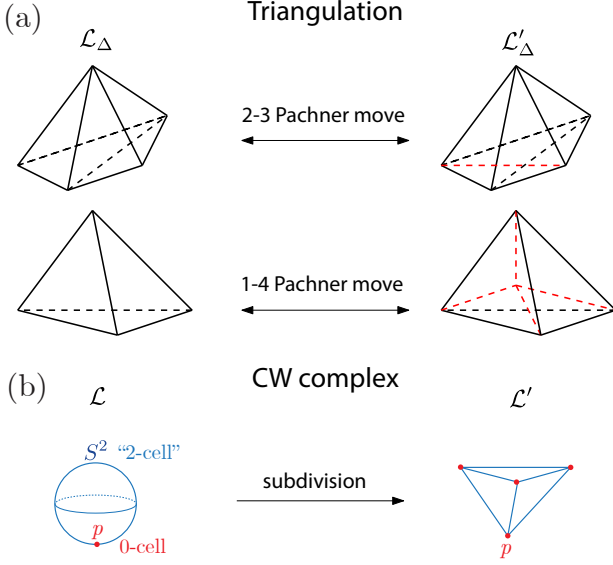 (a) Triangulation
ℒ_Δ ℒ′_Δ
2-3 Pachner move
1-4 Pachner move
(b) CW complex
ℒ ℒ′
S² “2-cell”
subdivision
p
0-cell
p